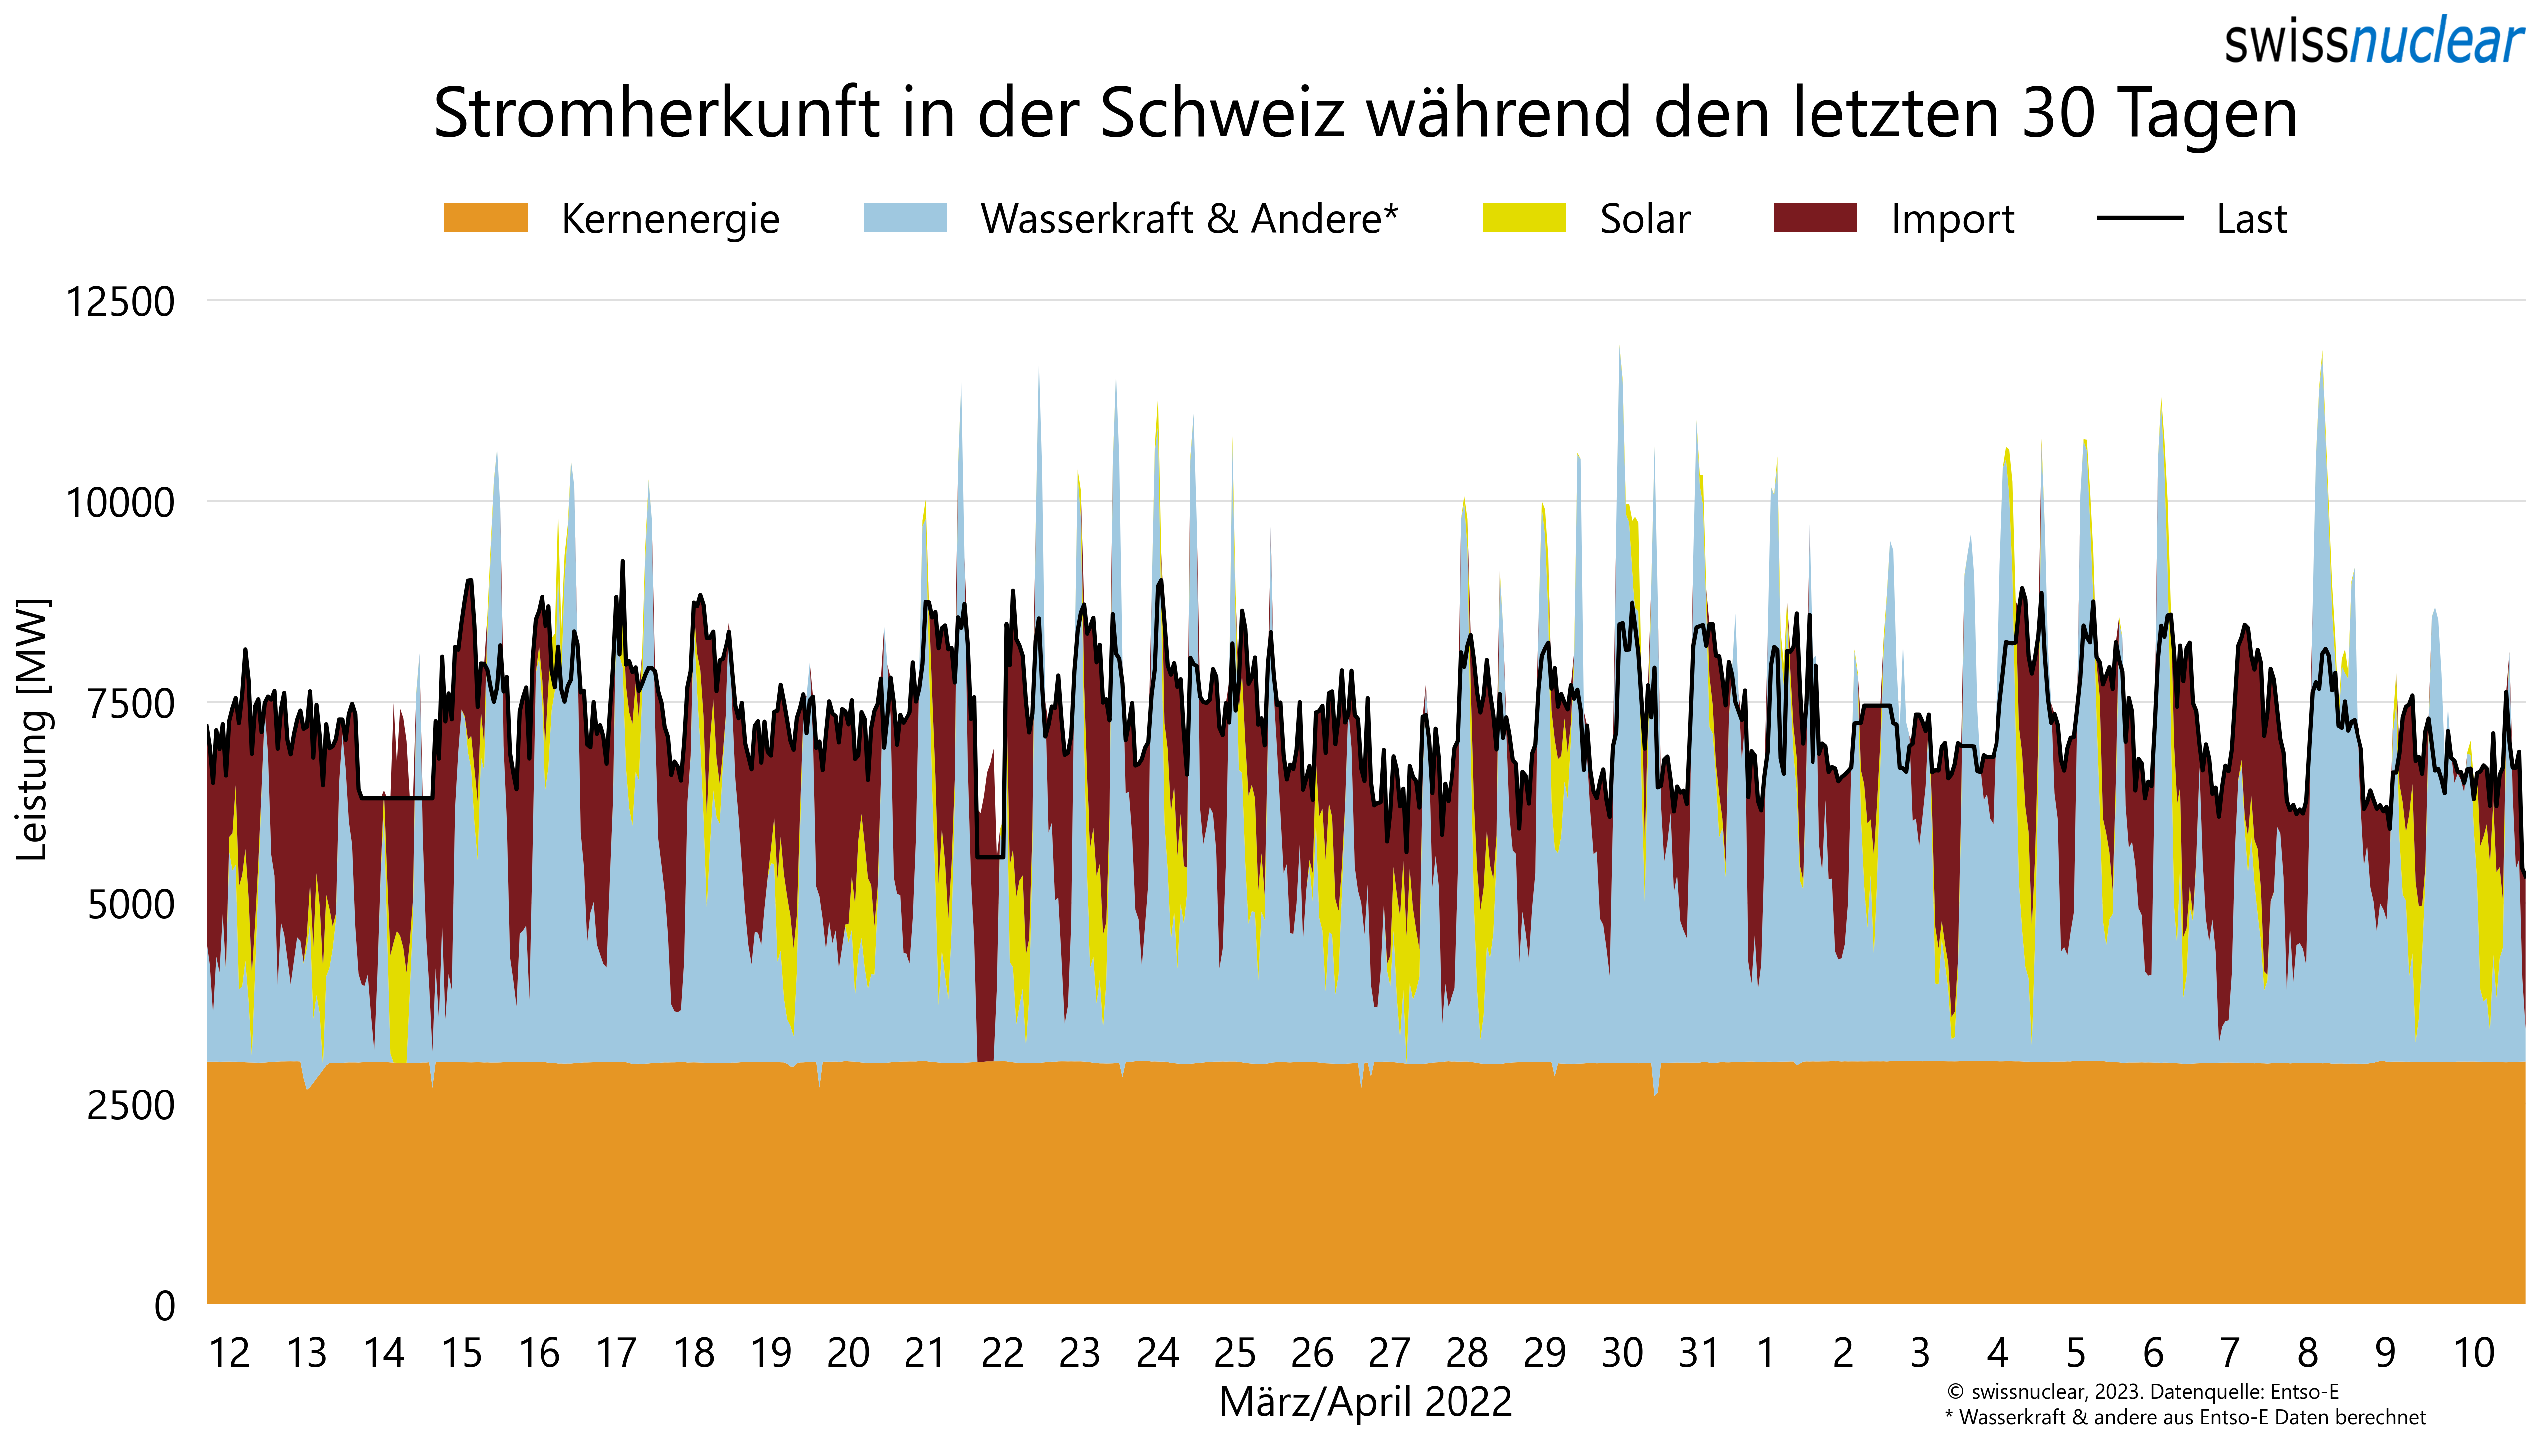 swissnuclear
Stromherkunft in der Schweiz während den letzten 30 Tagen
Kernenergie Wasserkraft & Andere* Solar Import Last
Leistung [MW]
12500
10000
7500
5000
2500
0
12 13 14 15 16 17 18 19 20 21 22 23 24 25 26 27 28 29 30 31 1 2 3 4 5 6 7 8 9 10
März/April 2022
© swissnuclear, 2023. Datenquelle: Entso-E
* Wasserkraft & andere aus Entso-E Daten berechnet